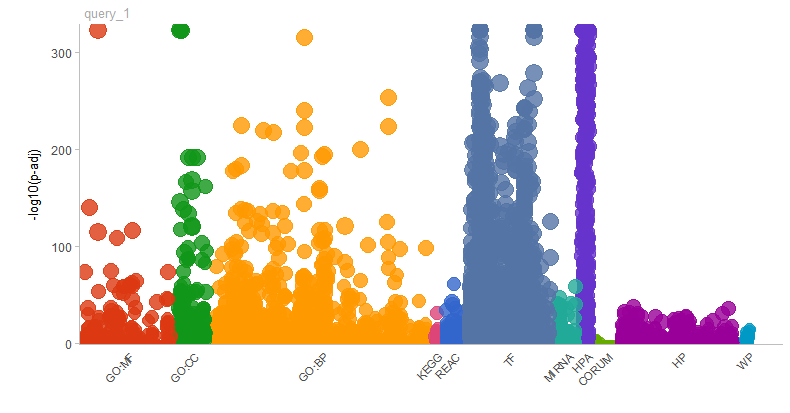 query_1
-log10(p-adj)
300
200
100
0
GO:MF
GO:CC
GO:BP
KEGG
REAC
TF
MIRNA
HPA
CORUM
HP
WP